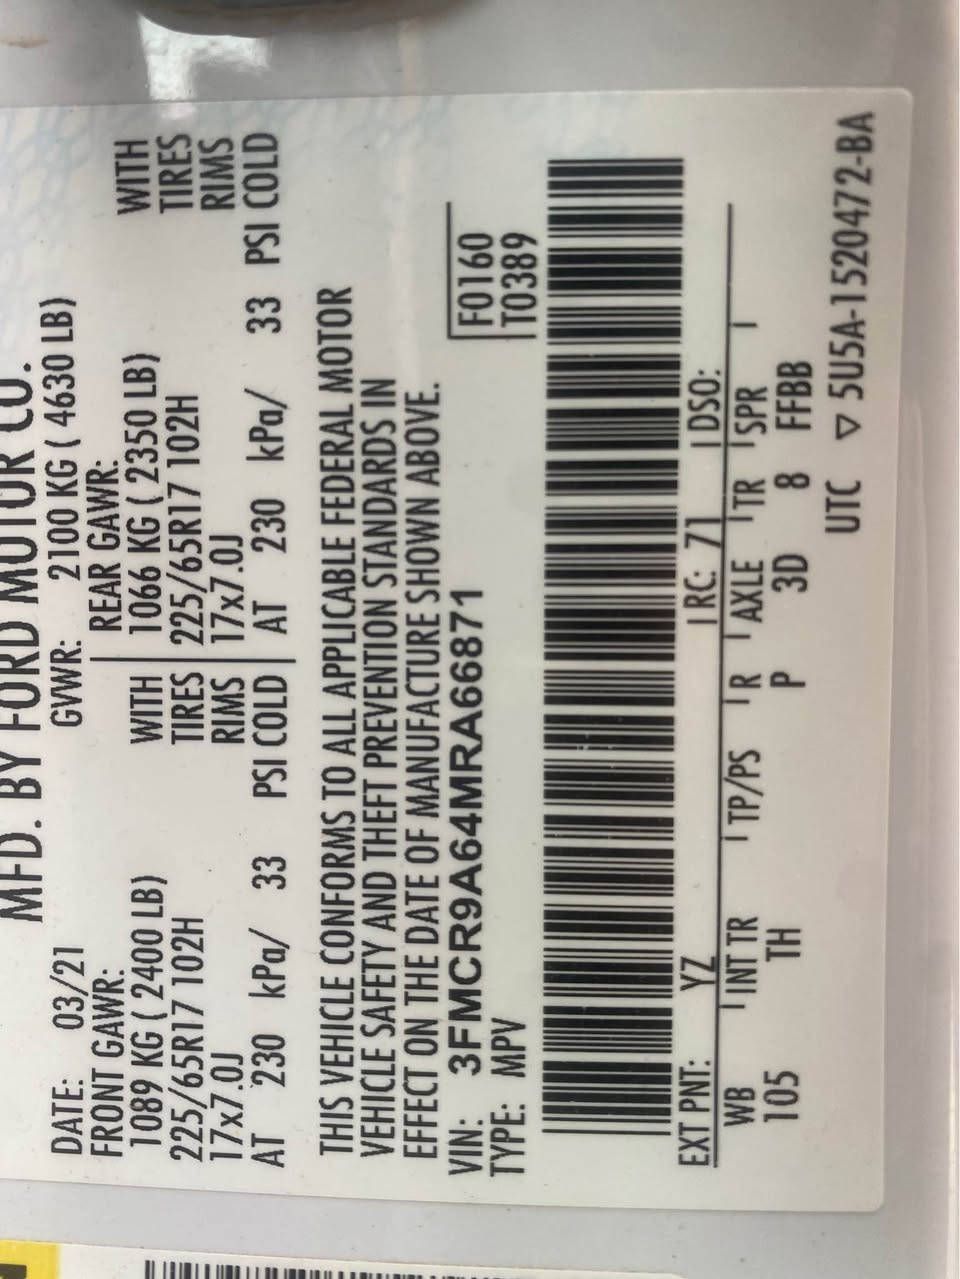 MFD. BY FORD MOTOR CO.
DATE: 03/21 GVWR: 2100 KG ( 4630 LB)
FRONT GAWR: REAR GAWR:
1089 KG ( 2400 LB) WITH 1066 KG ( 2350 LB) WITH
225/65R17 102H TIRES 225/65R17 102H TIRES
17x7.0J RIMS 17x7.0J RIMS
AT 230 kPa/ 33 PSI COLD AT 230 kPa/ 33 PSI COLD
THIS VEHICLE CONFORMS TO ALL APPLICABLE FEDERAL MOTOR
VEHICLE SAFETY AND THEFT PREVENTION STANDARDS IN
EFFECT ON THE DATE OF MANUFACTURE SHOWN ABOVE.
VIN: 3FMCR9A64MRA66871 F0160
TYPE: MPV T0389
EXT PNT: YZ RC: 71 DSO:
WB INT TR TP/PS R AXLE TR SPR
105 TH P 3D 8 FFBB
UTC ▽ 5U5A-1520472-BA